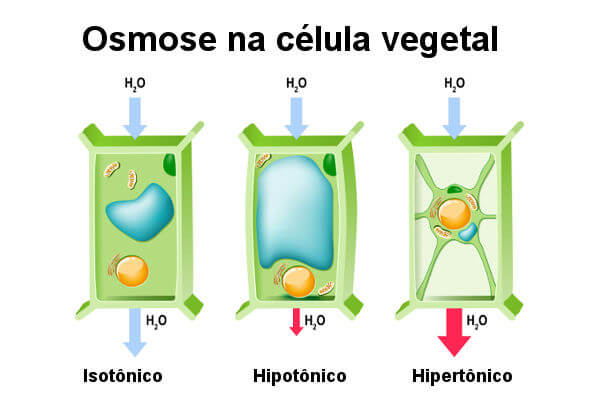 Osmose na célula vegetal
H₂O H₂O H₂O
H₂O H₂O H₂O
Isotônico Hipotônico Hipertônico